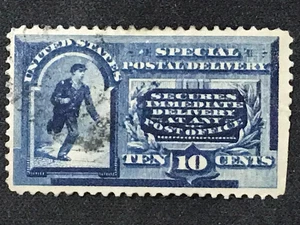 UNITED STATES
SPECIAL
POSTAL DELIVERY
SECURES
IMMEDIATE
DELIVERY
AT ANY
POST OFFICE
TEN 10 CENTS